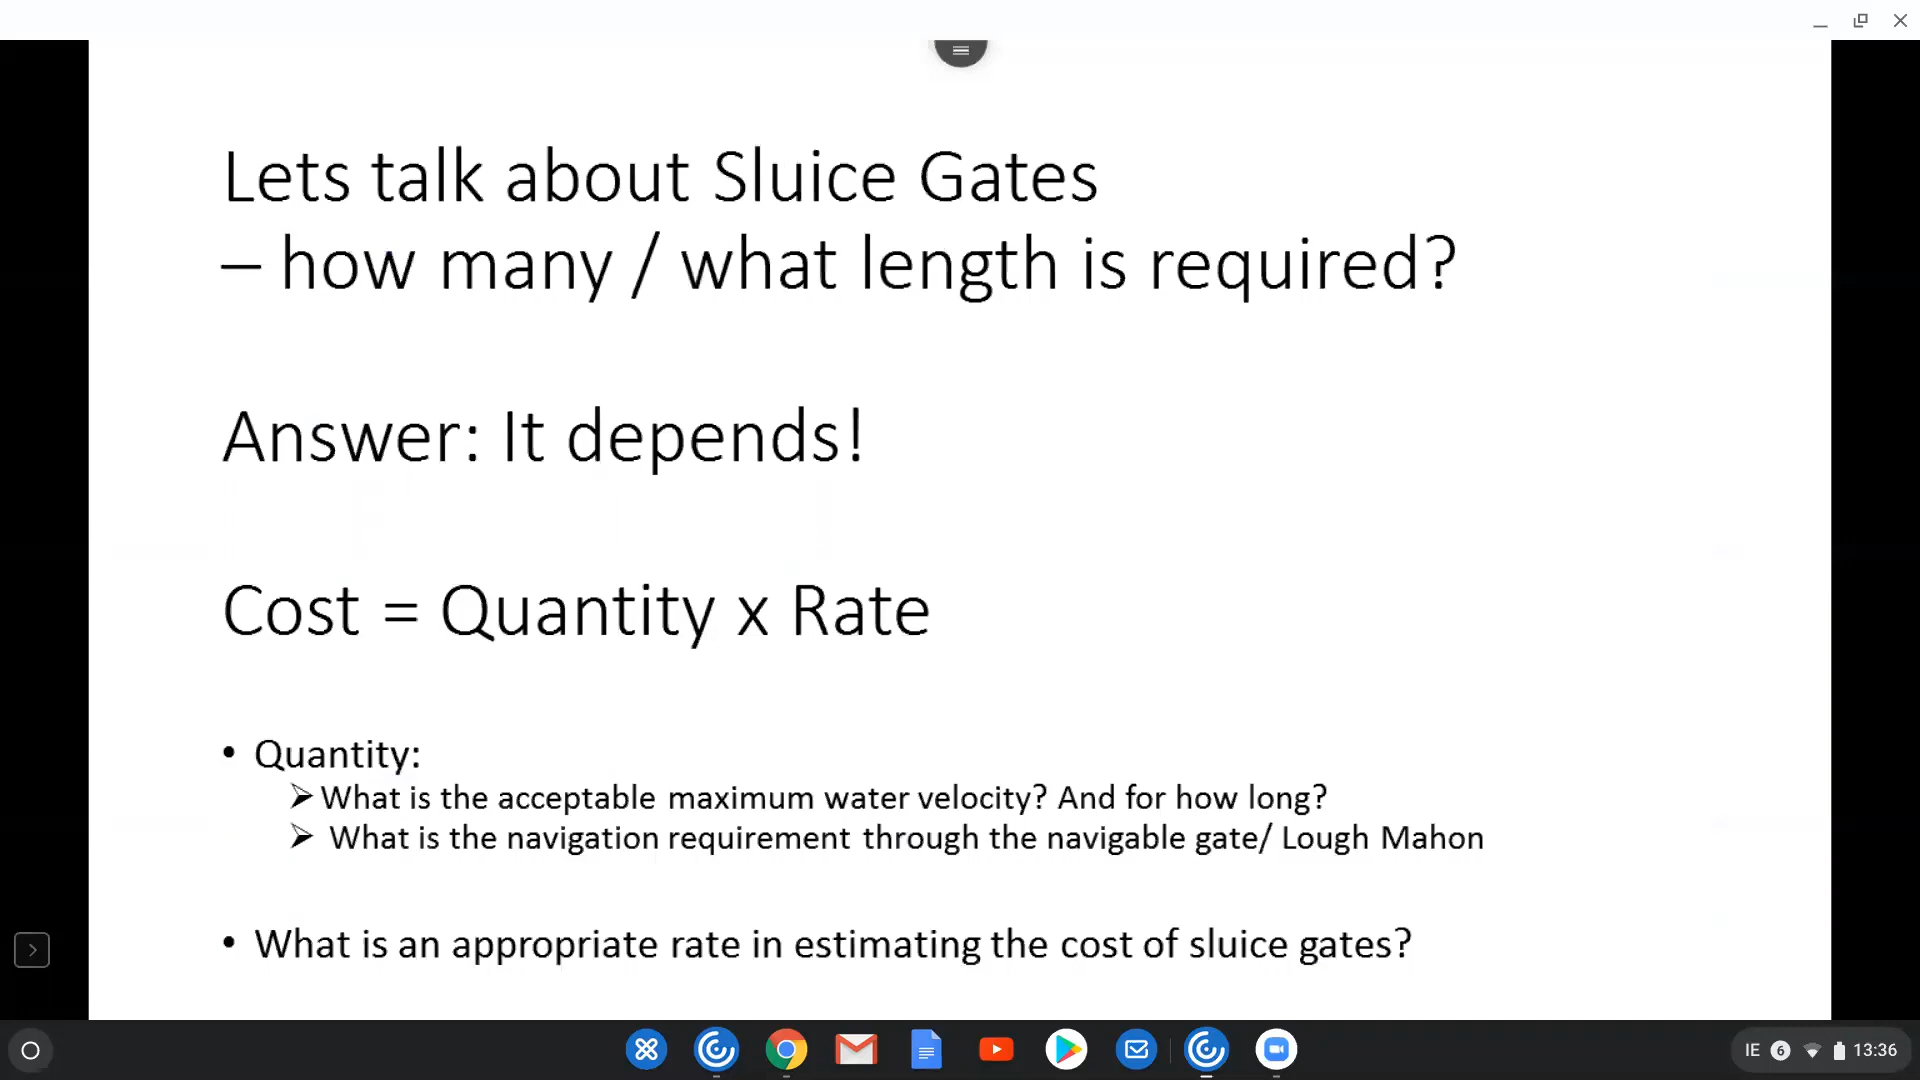 Lets talk about Sluice Gates
– how many / what length is required?
Answer: It depends!
Cost = Quantity x Rate
• Quantity:
➢ What is the acceptable maximum water velocity? And for how long?
➢ What is the navigation requirement through the navigable gate/ Lough Mahon
• What is an appropriate rate in estimating the cost of sluice gates?
IE 6 13:36